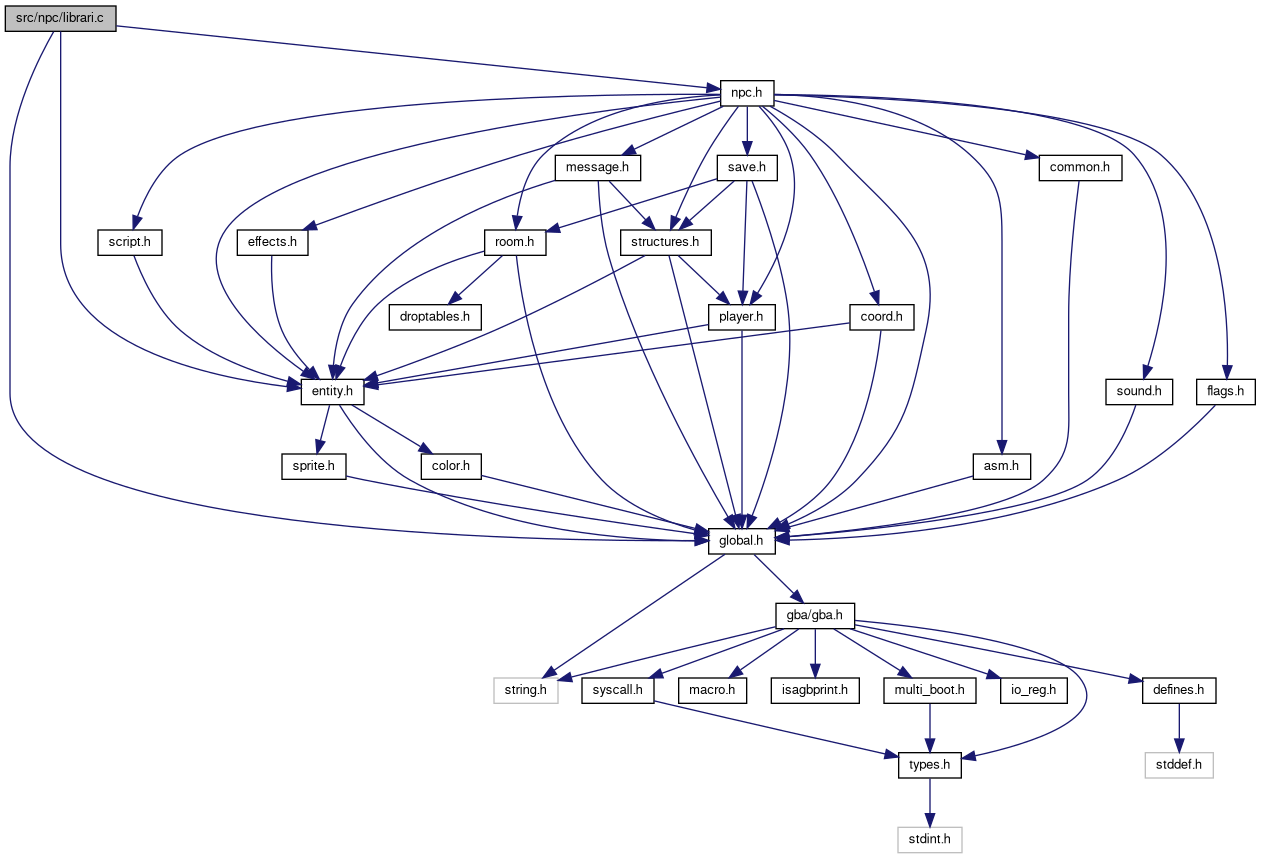 src/npc/librari.c
npc.h
message.h
save.h
common.h
script.h
effects.h
room.h
structures.h
droptables.h
player.h
coord.h
entity.h
sound.h
flags.h
sprite.h
color.h
asm.h
global.h
gba/gba.h
string.h
syscall.h
macro.h
isagbprint.h
multi_boot.h
io_reg.h
defines.h
types.h
stddef.h
stdint.h